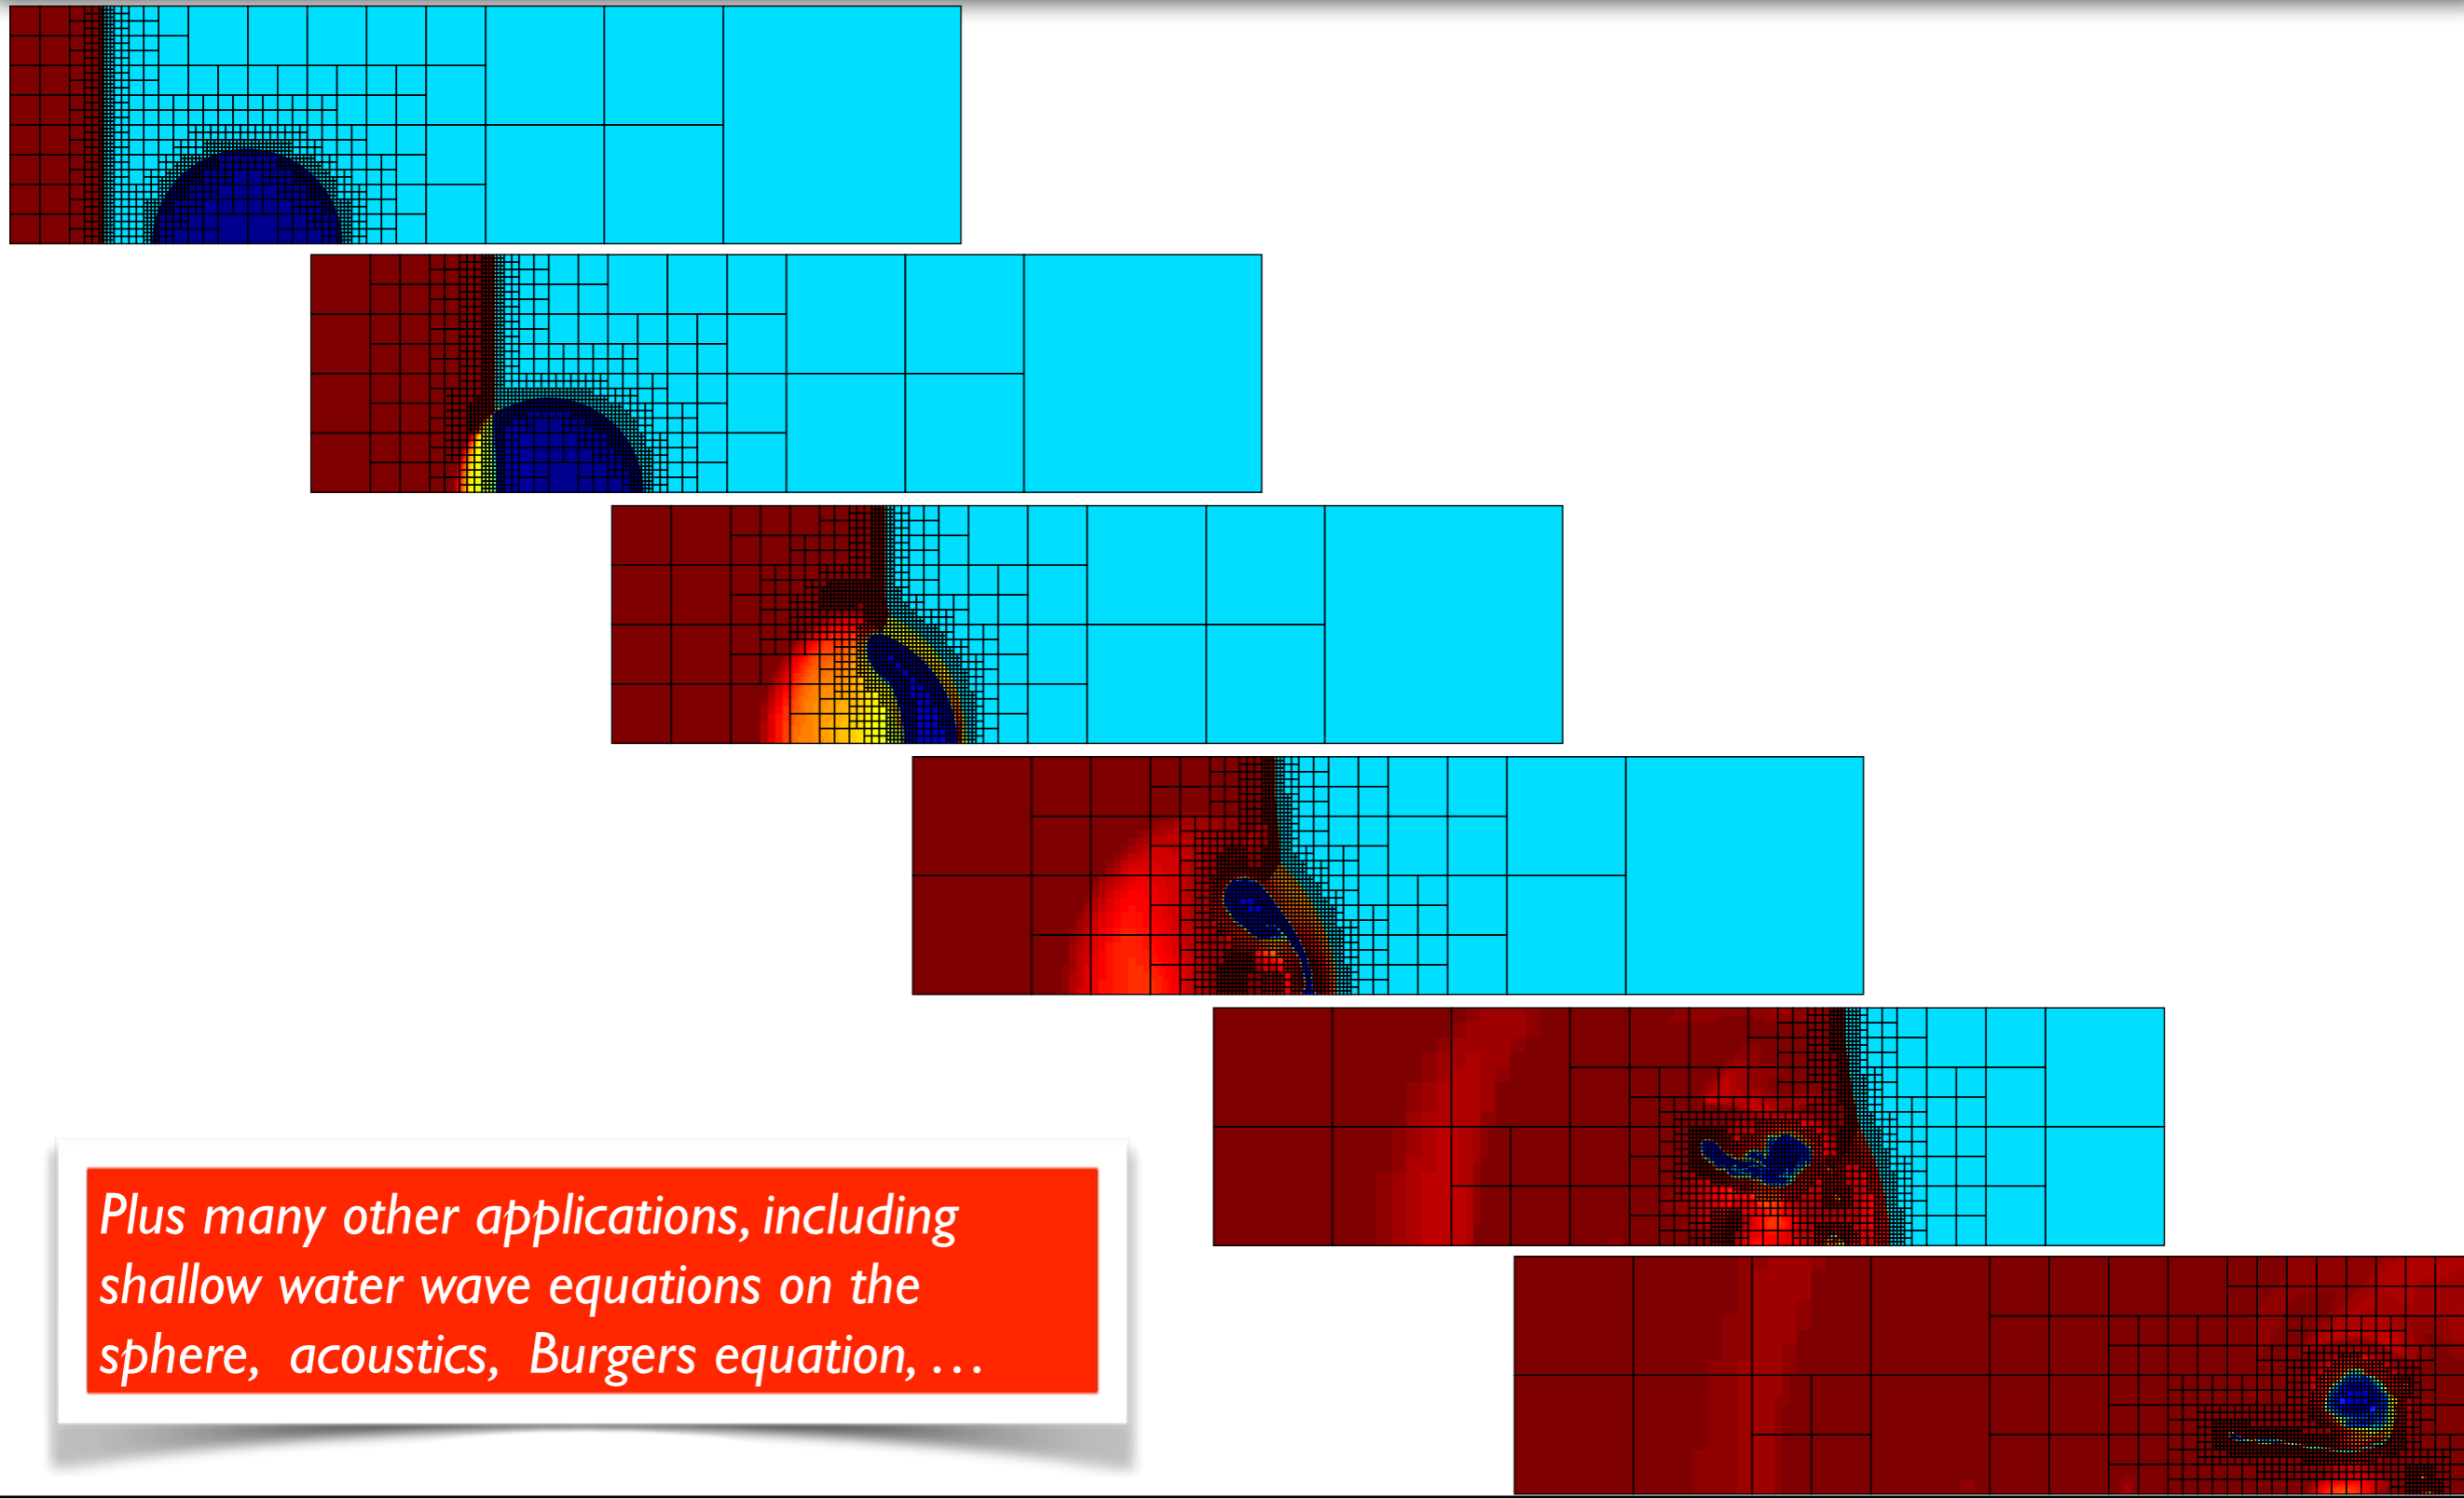 Plus many other applications, including
shallow water wave equations on the
sphere, acoustics, Burgers equation, …